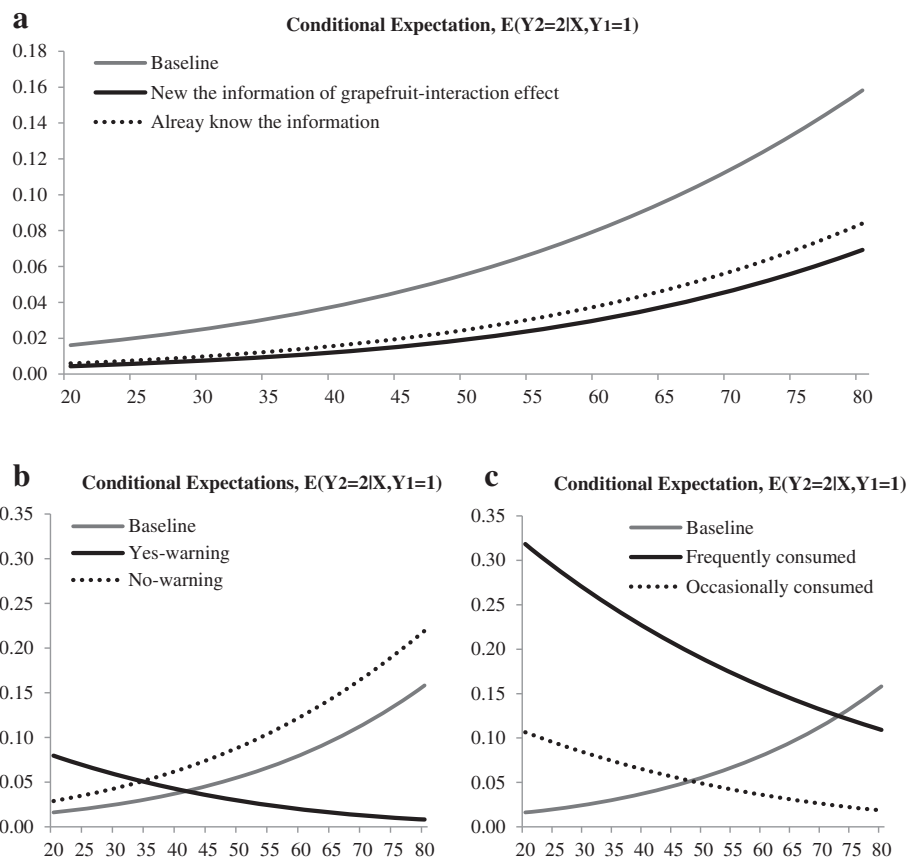 a
Conditional Expectation, E(Y2=2|X,Y1=1)
0.18
0.16
0.14
0.12
0.10
0.08
0.06
0.04
0.02
0.00
Baseline
New the information of grapefruit-interaction effect
Alreay know the information
20 25 30 35 40 45 50 55 60 65 70 75 80
b
Conditional Expectations, E(Y2=2|X,Y1=1)
0.35
0.30
0.25
0.20
0.15
0.10
0.05
0.00
Baseline
Yes-warning
No-warning
20 25 30 35 40 45 50 55 60 65 70 75 80
c
Conditional Expectation, E(Y2=2|X,Y1=1)
0.35
0.30
0.25
0.20
0.15
0.10
0.05
0.00
Baseline
Frequently consumed
Occasionally consumed
20 25 30 35 40 45 50 55 60 65 70 75 80